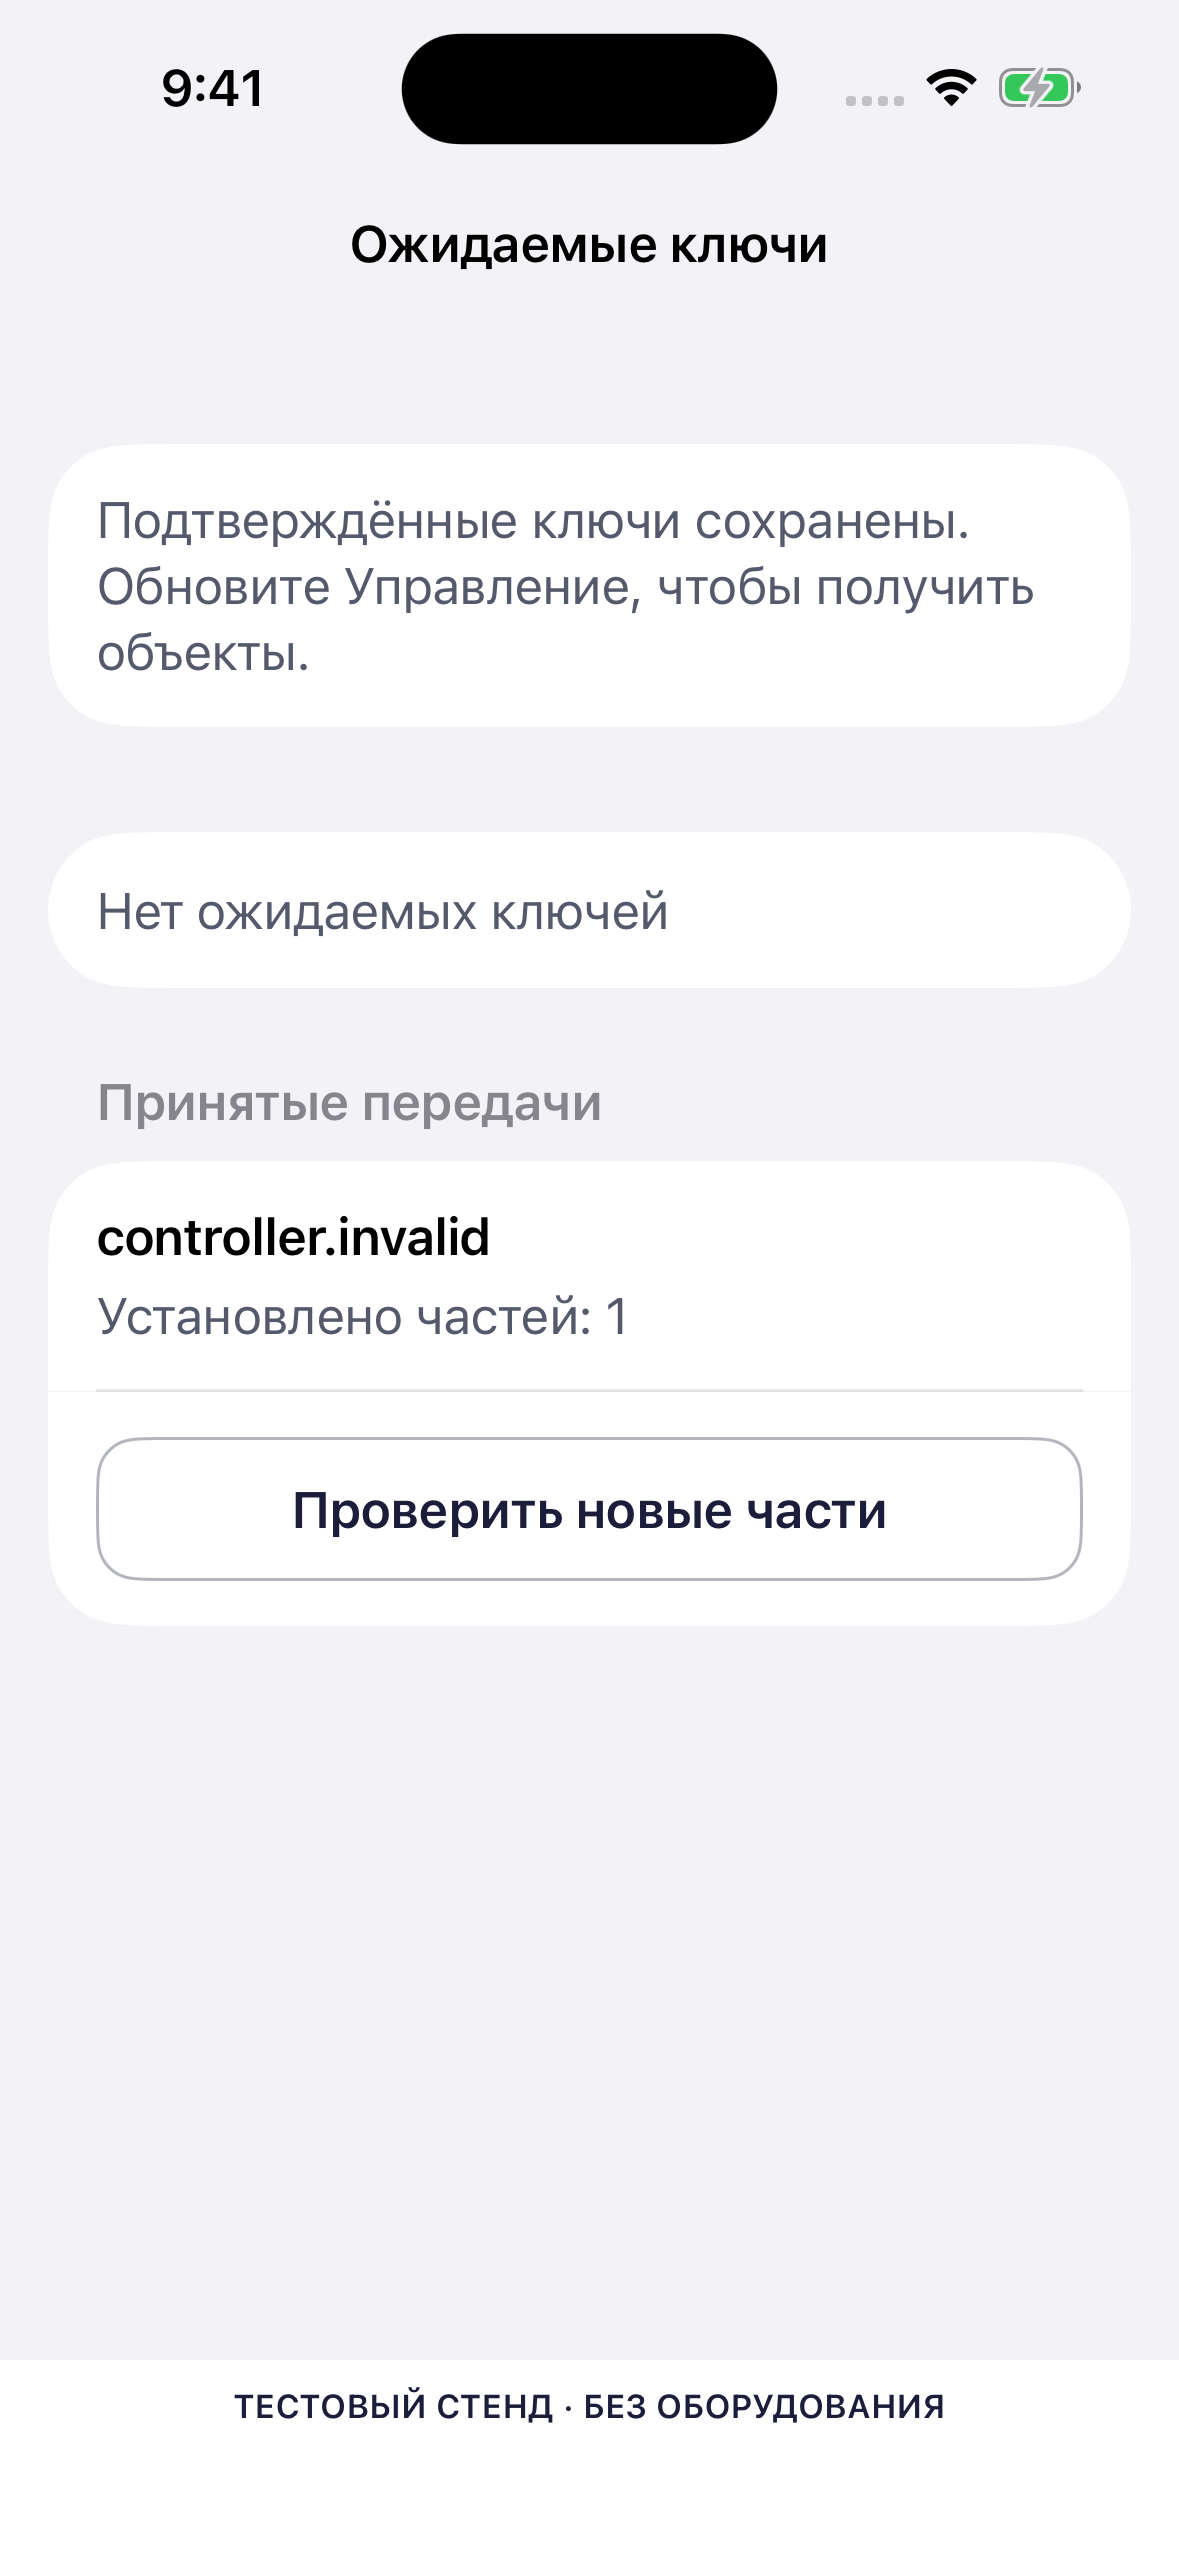 9:41
Ожидаемые ключи
Подтверждённые ключи сохранены.
Обновите Управление, чтобы получить
объекты.
Нет ожидаемых ключей
Принятые передачи
controller.invalid
Установлено частей: 1
Проверить новые части
ТЕСТОВЫЙ СТЕНД · БЕЗ ОБОРУДОВАНИЯ